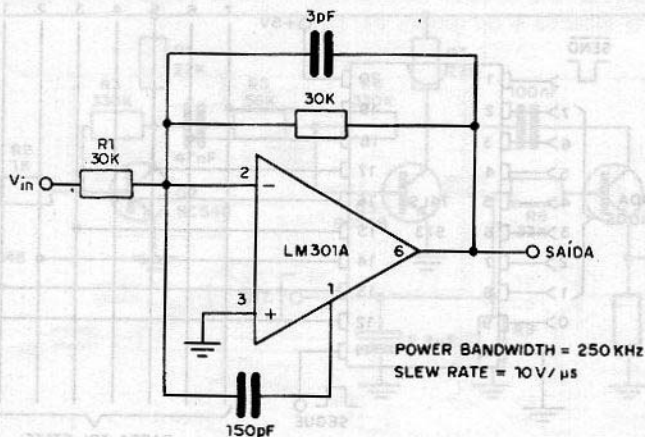 3pF
30K
R1
30K
Vin
2
−
LM301A
6
SAÍDA
1
3
+
POWER BANDWIDTH = 250 KHz
SLEW RATE = 10V/µs
150pF